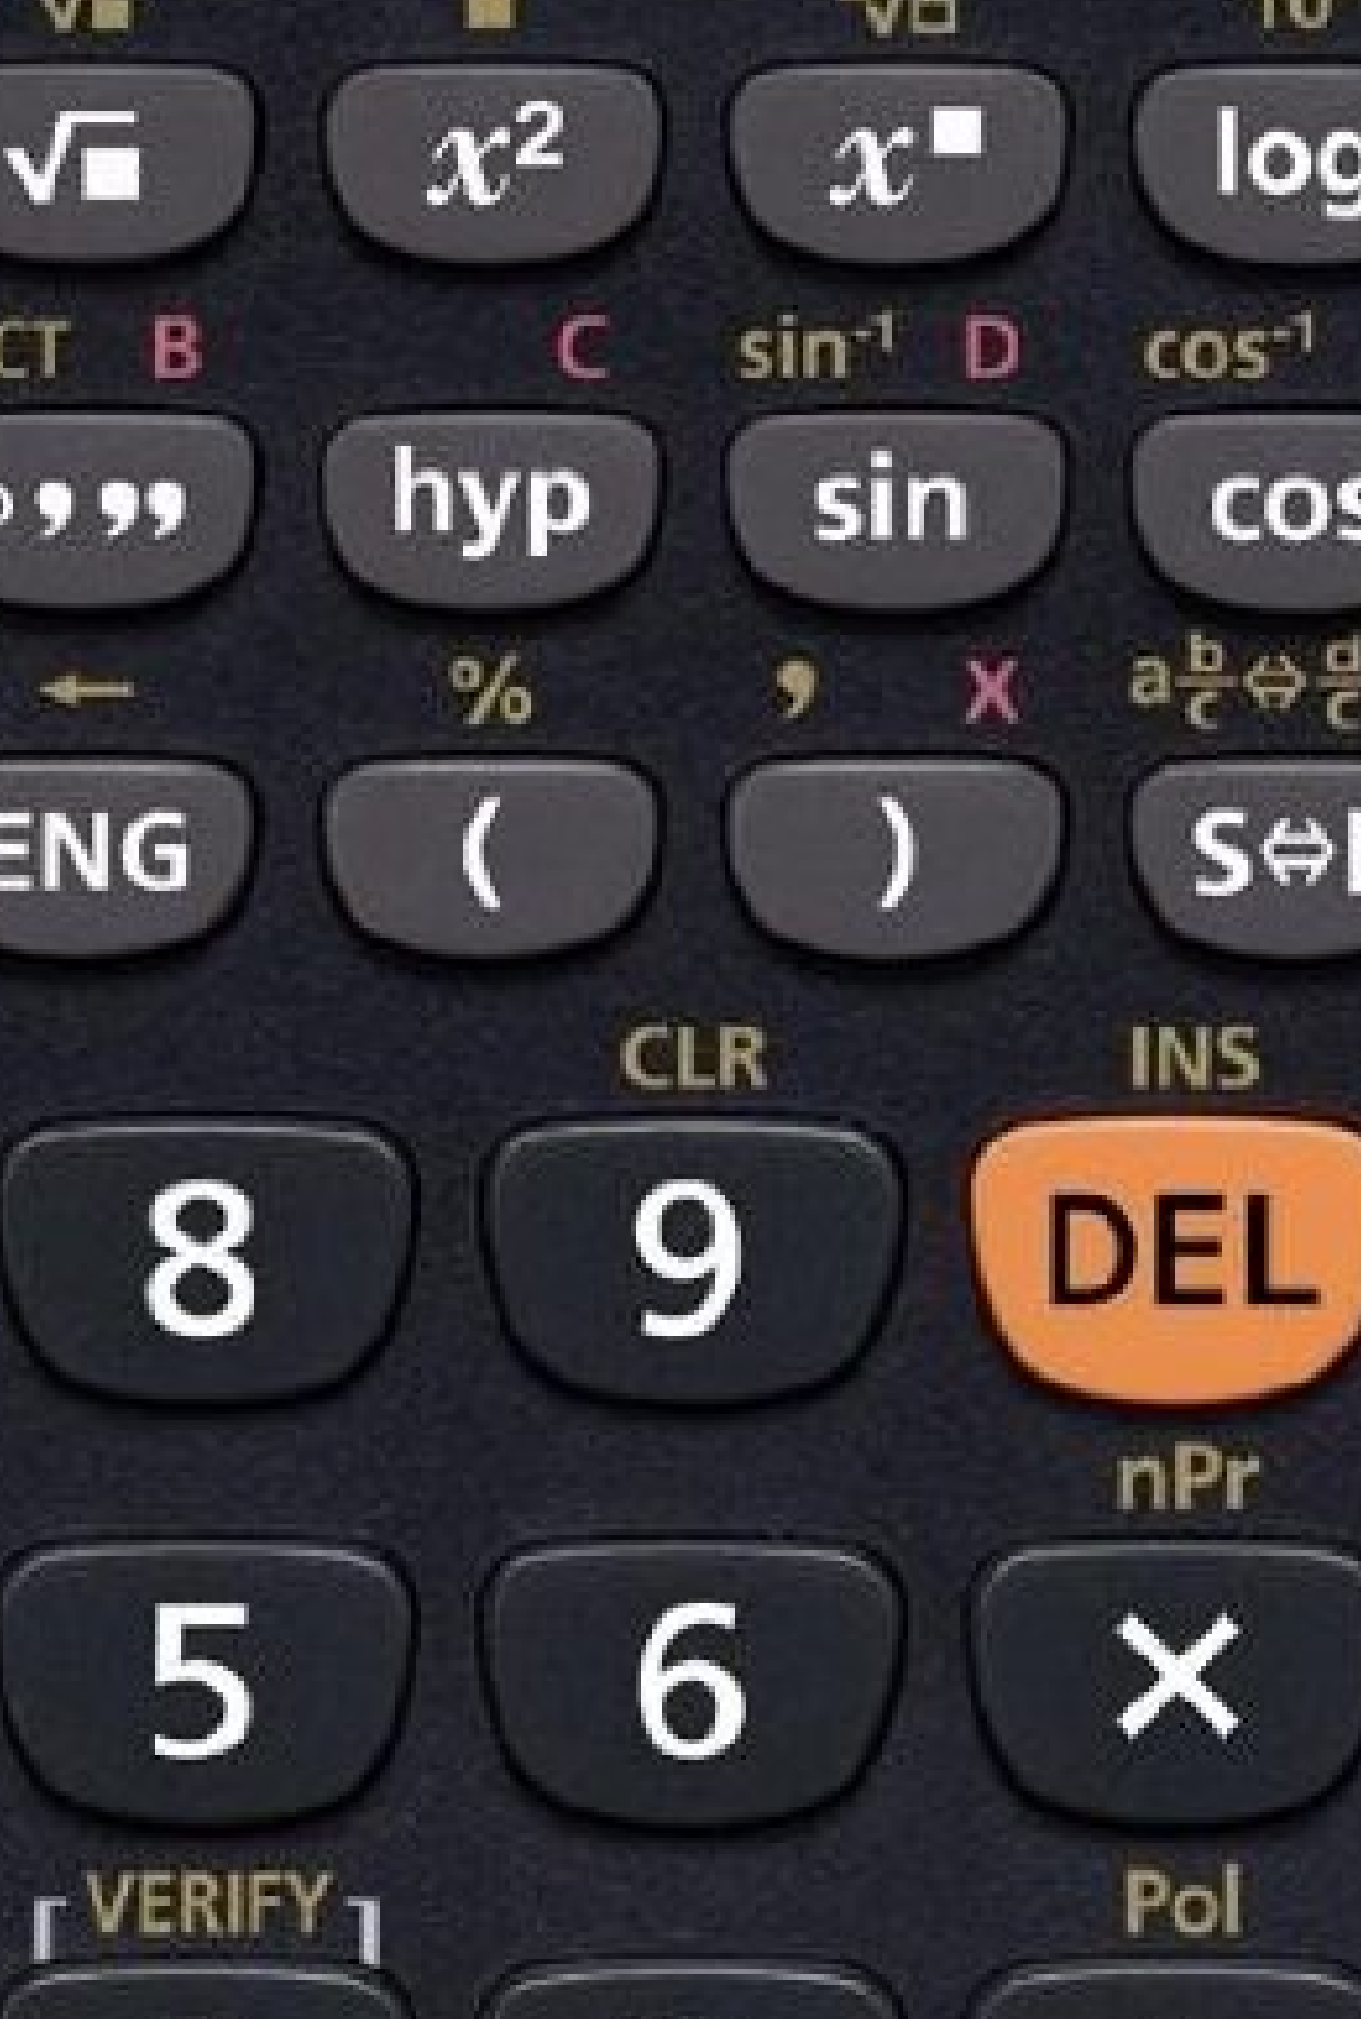 √■ x² x■ log
B C sin⁻¹ D cos⁻¹
° , ,, hyp sin cos
← % , X a b/c ⇔ d/c
ENG ( ) S⇔
CLR INS
8 9 DEL
nPr
5 6 ×
VERIFY Pol